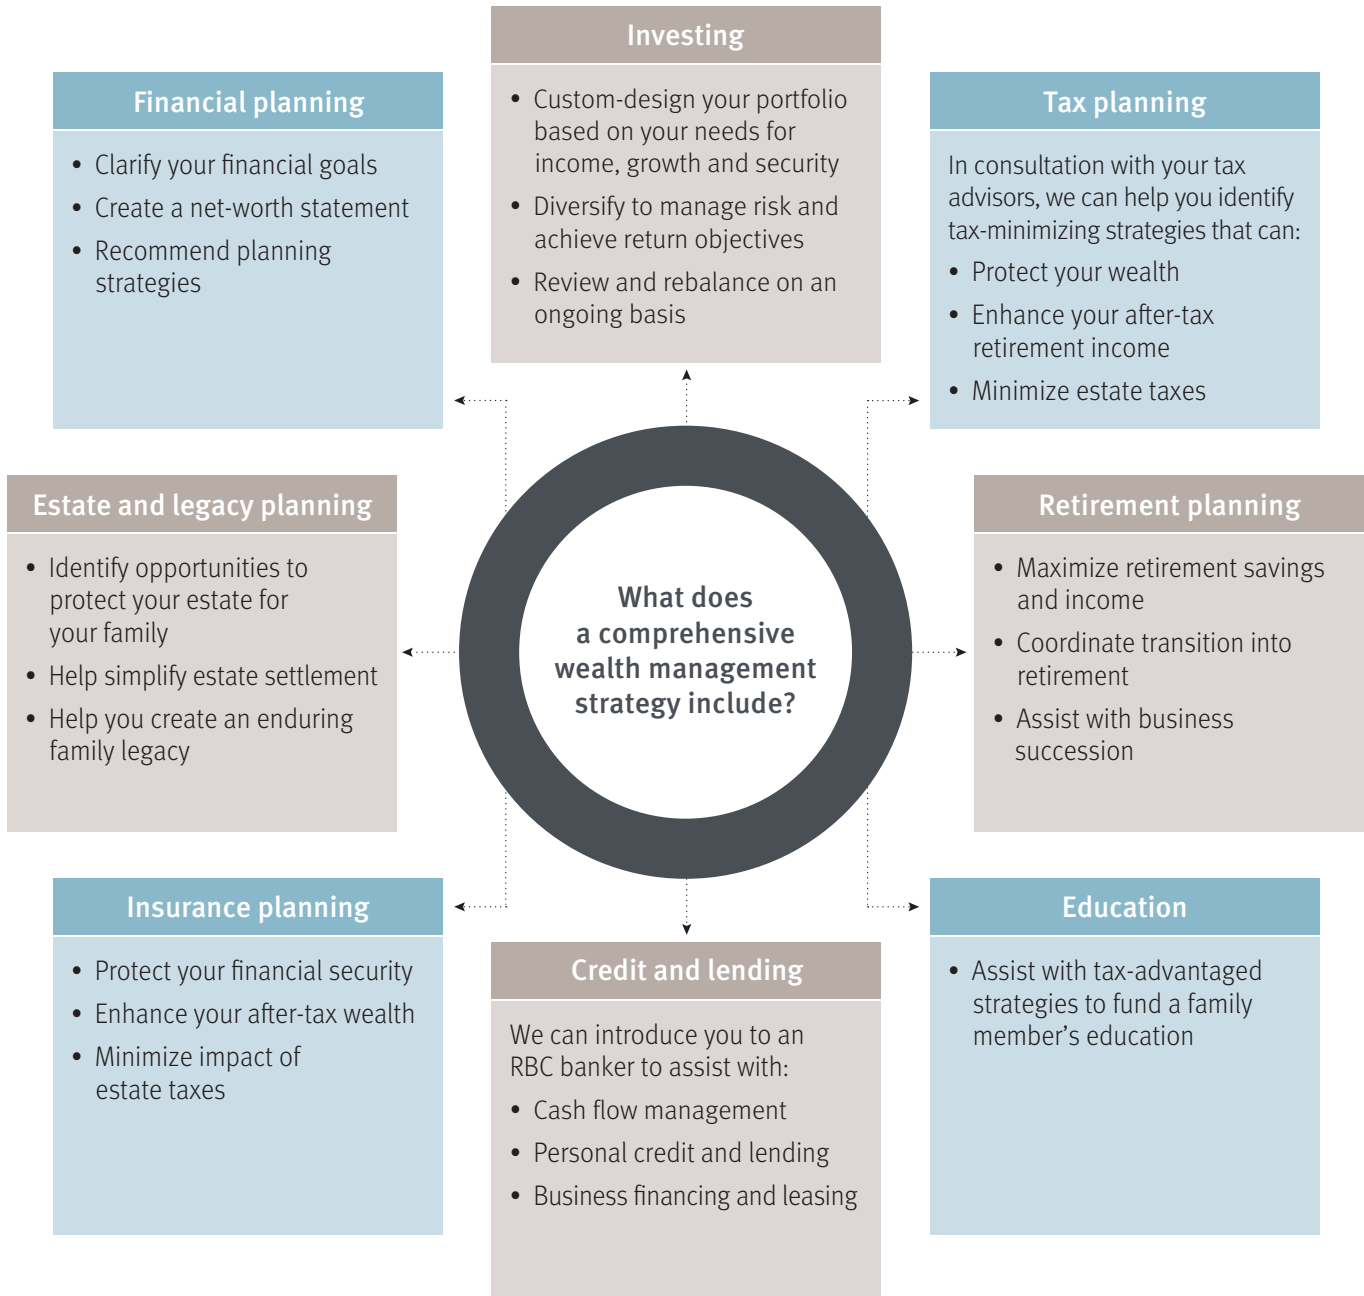 Investing
• Custom-design your portfolio
based on your needs for
income, growth and security
• Diversify to manage risk and
achieve return objectives
• Review and rebalance on an
ongoing basis
Financial planning
• Clarify your financial goals
• Create a net-worth statement
• Recommend planning
strategies
Tax planning
In consultation with your tax
advisors, we can help you identify
tax-minimizing strategies that can:
• Protect your wealth
• Enhance your after-tax
retirement income
• Minimize estate taxes
Estate and legacy planning
• Identify opportunities to
protect your estate for
your family
• Help simplify estate settlement
• Help you create an enduring
family legacy
What does
a comprehensive
wealth management
strategy include?
Retirement planning
• Maximize retirement savings
and income
• Coordinate transition into
retirement
• Assist with business
succession
Insurance planning
• Protect your financial security
• Enhance your after-tax wealth
• Minimize impact of
estate taxes
Credit and lending
We can introduce you to an
RBC banker to assist with:
• Cash flow management
• Personal credit and lending
• Business financing and leasing
Education
• Assist with tax-advantaged
strategies to fund a family
member’s education